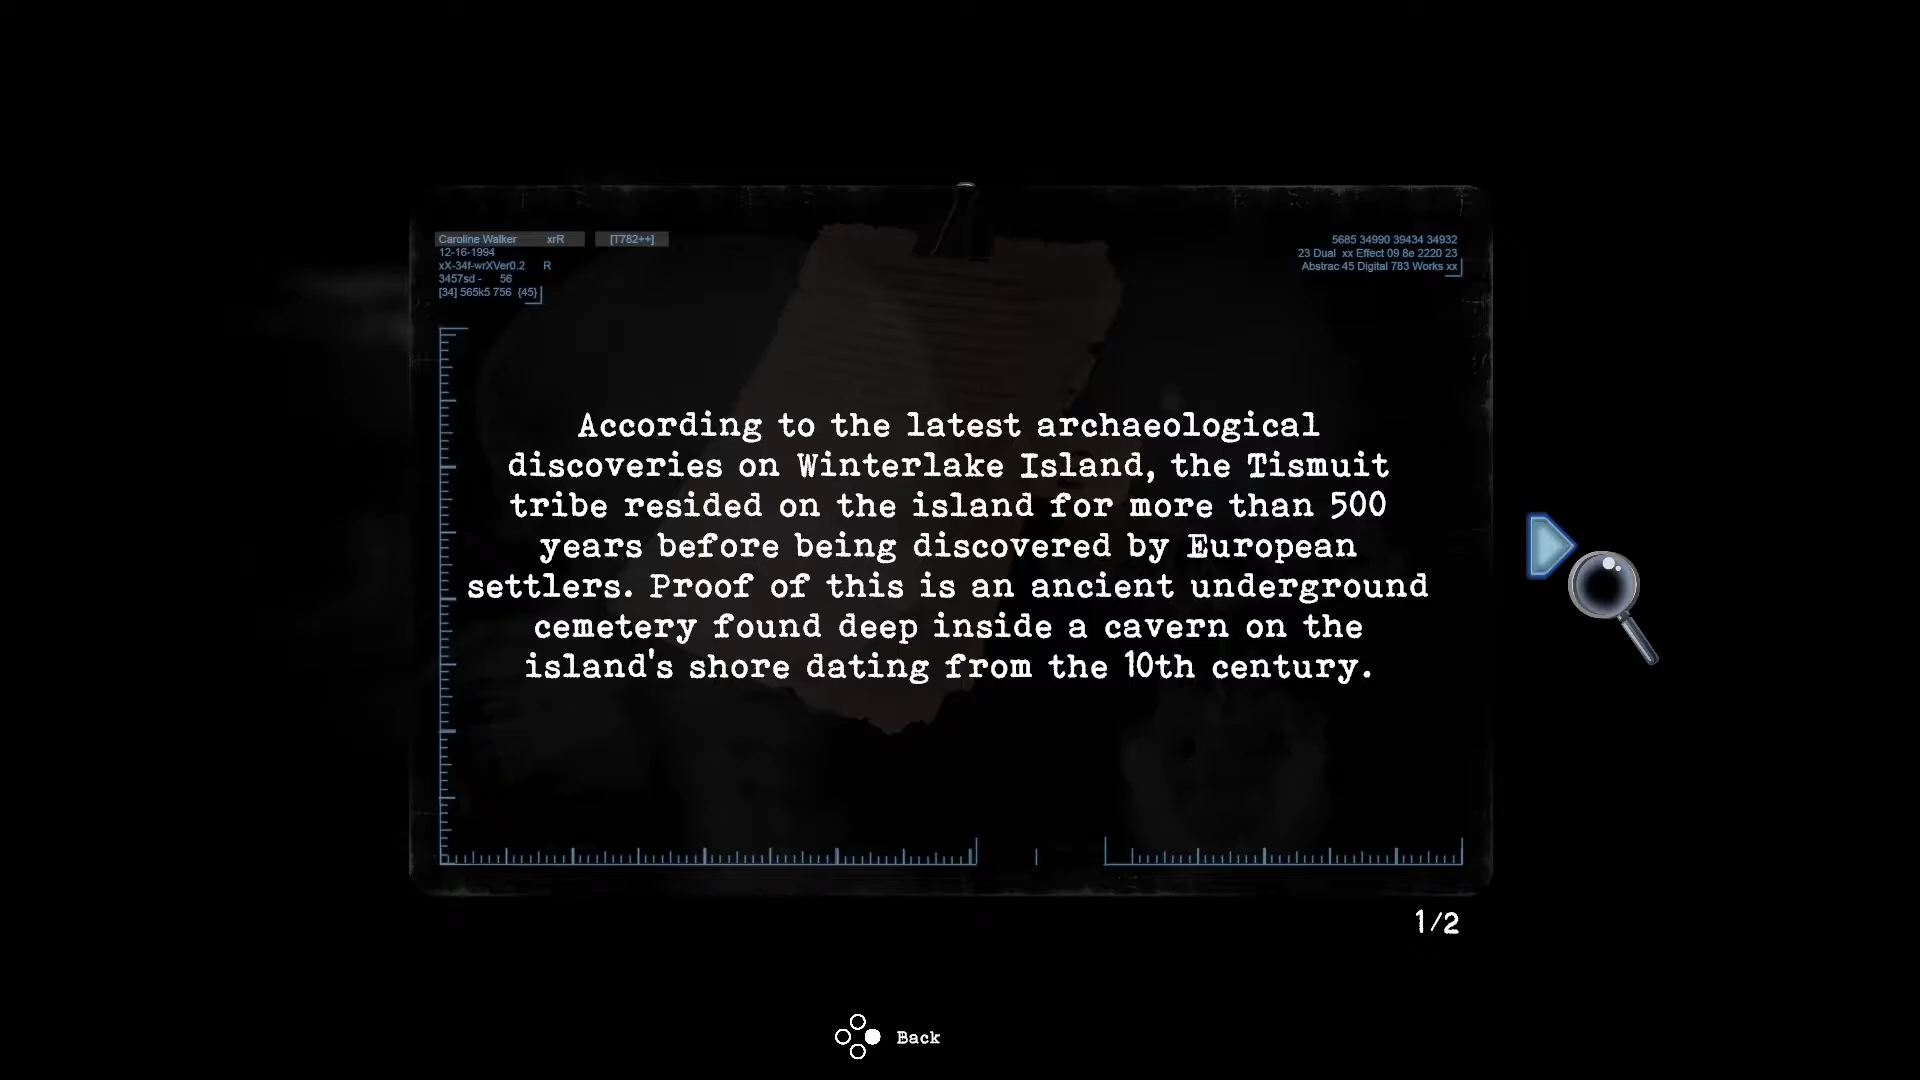 Caroline Walker xrR [T782++]
12-16-1994
xX-34f-wrXVer0.2 R
3457sd - 56
[34] 565k5 756 {45}
5685 34990 39434 34932
23 Dual xx Effect 09 8e 2220 23
Abstrac 45 Digital 783 Works xx
According to the latest archaeological
discoveries on Winterlake Island, the Tismuit
tribe resided on the island for more than 500
years before being discovered by European
settlers. Proof of this is an ancient underground
cemetery found deep inside a cavern on the
island's shore dating from the 10th century.
1/2
Back